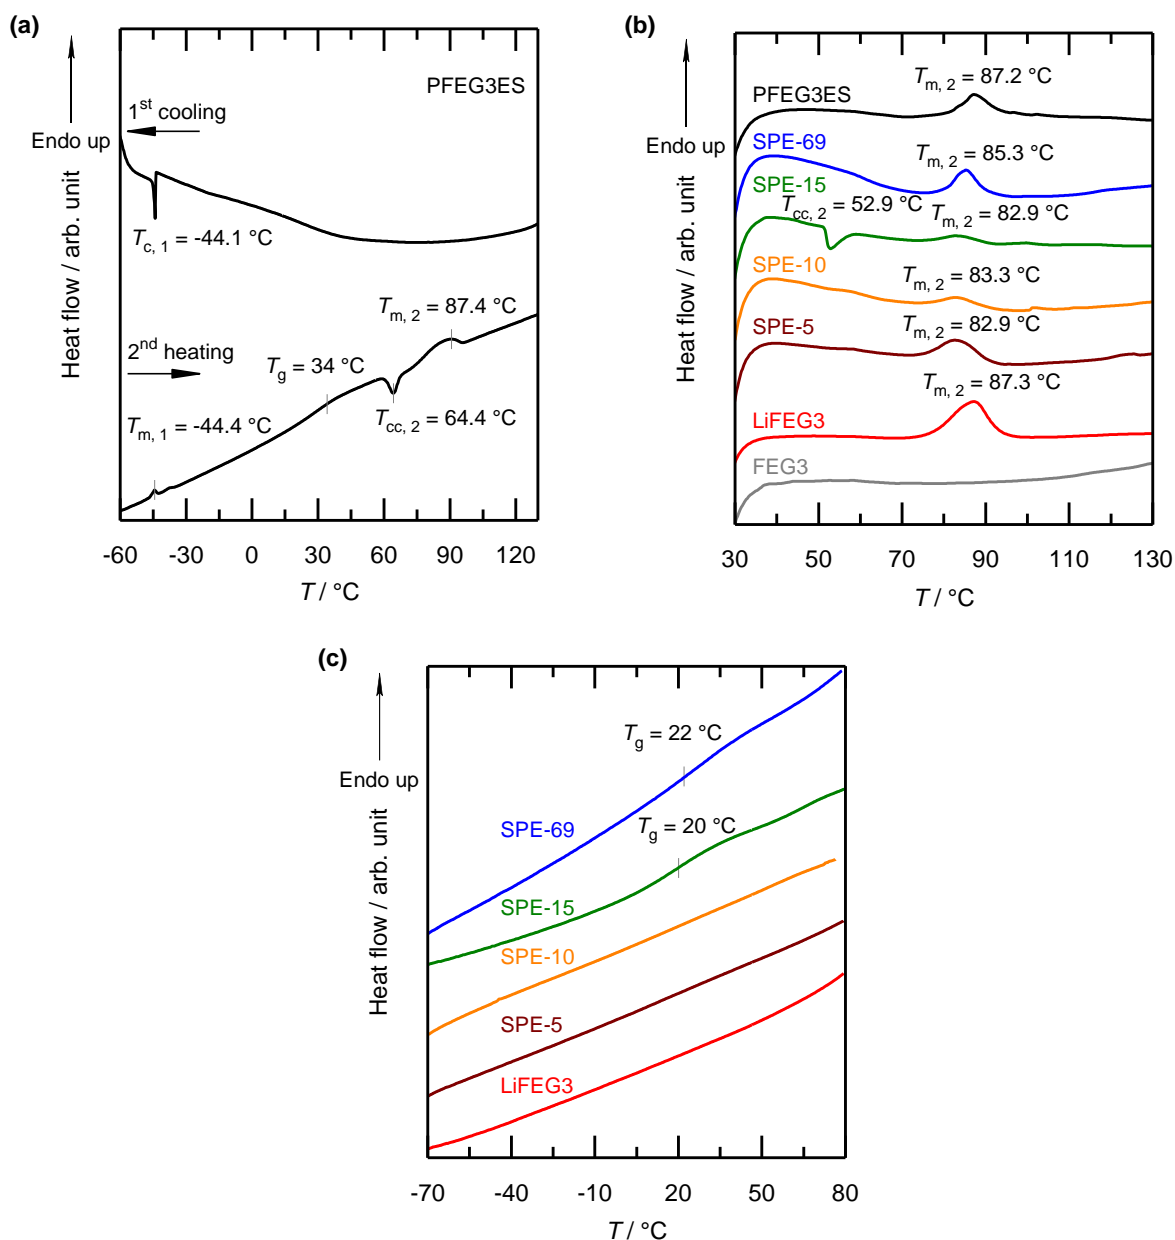 (a)
PFEG3ES
1st cooling
Endo up
Tc, 1 = -44.1 °C
Tm, 2 = 87.4 °C
2nd heating
Tg = 34 °C
Tm, 1 = -44.4 °C
Tcc, 2 = 64.4 °C
Heat flow / arb. unit
-60 -30 0 30 60 90 120
T / °C
(b)
Tm, 2 = 87.2 °C
PFEG3ES
Endo up
SPE-69
Tm, 2 = 85.3 °C
SPE-15
Tcc, 2 = 52.9 °C
Tm, 2 = 82.9 °C
SPE-10
Tm, 2 = 83.3 °C
SPE-5
Tm, 2 = 82.9 °C
Tm, 2 = 87.3 °C
LiFEG3
FEG3
Heat flow / arb. unit
30 50 70 90 110 130
T / °C
(c)
Endo up
Tg = 22 °C
SPE-69
Tg = 20 °C
SPE-15
SPE-10
SPE-5
LiFEG3
Heat flow / arb. unit
-70 -40 -10 20 50 80
T / °C